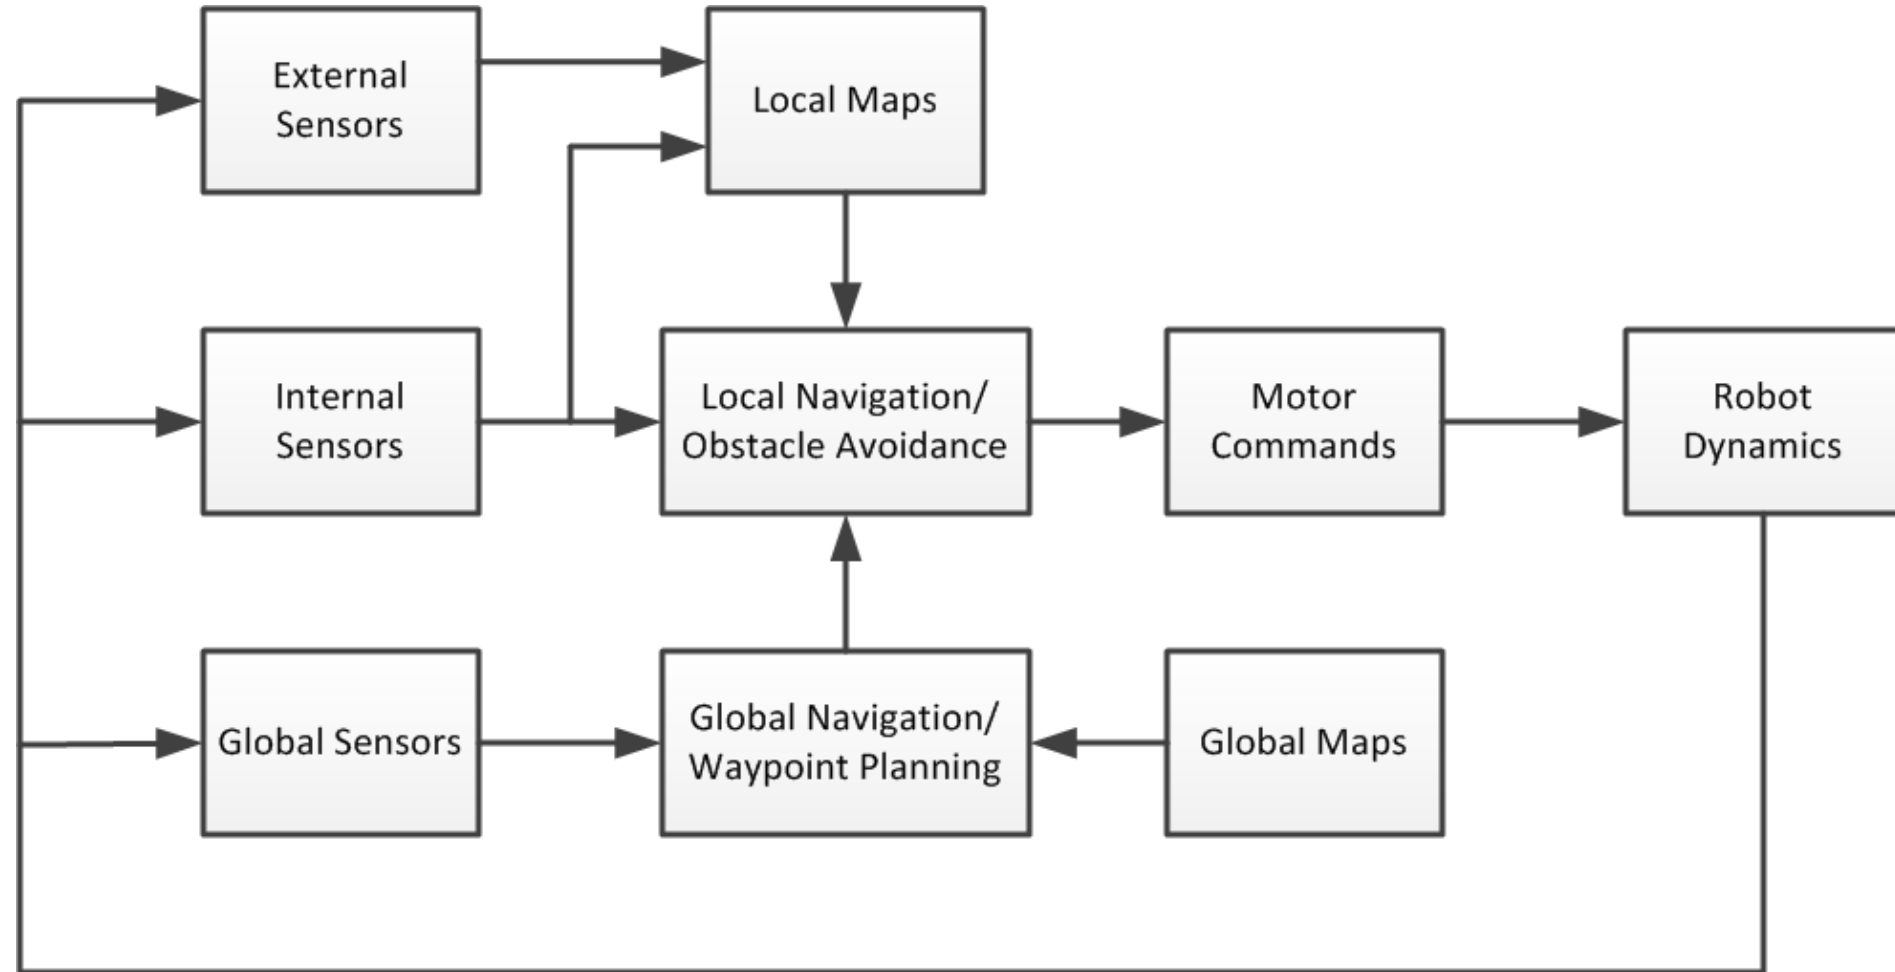 External
Sensors
Local Maps
Internal
Sensors
Local Navigation/
Obstacle Avoidance
Motor
Commands
Robot
Dynamics
Global Sensors
Global Navigation/
Waypoint Planning
Global Maps